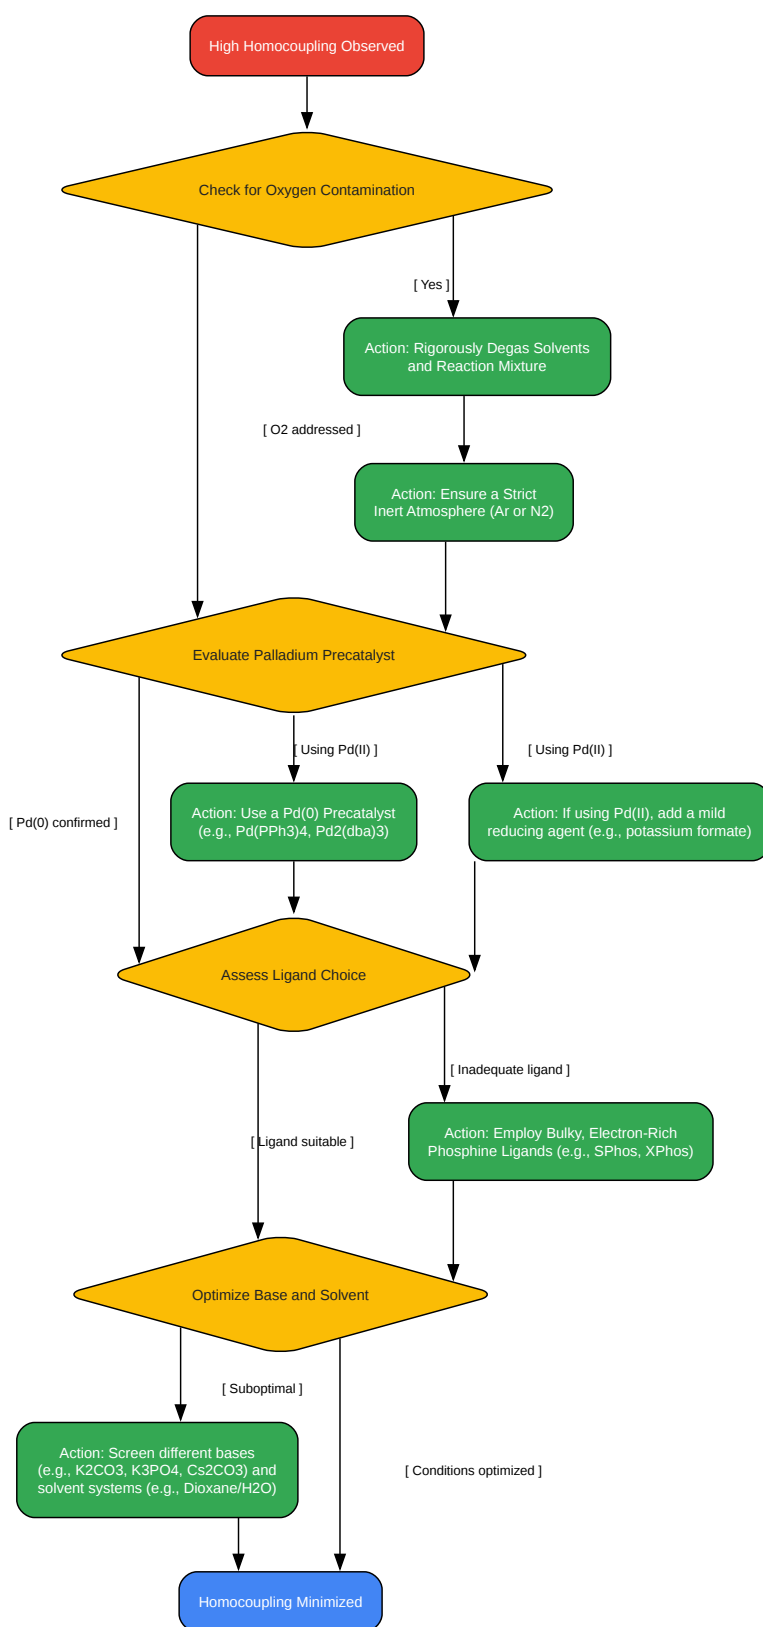 High Homocoupling Observed
Check for Oxygen Contamination
[ Yes ]
Action: Rigorously Degas Solvents
and Reaction Mixture
[ O2 addressed ]
Action: Ensure a Strict
Inert Atmosphere (Ar or N2)
Evaluate Palladium Precatalyst
[ Using Pd(II) ]
[ Using Pd(II) ]
[ Pd(0) confirmed ]
Action: Use a Pd(0) Precatalyst
(e.g., Pd(PPh3)4, Pd2(dba)3)
Action: If using Pd(II), add a mild
reducing agent (e.g., potassium formate)
Assess Ligand Choice
[ Inadequate ligand ]
[ Ligand suitable ]
Action: Employ Bulky, Electron-Rich
Phosphine Ligands (e.g., SPhos, XPhos)
Optimize Base and Solvent
[ Suboptimal ]
Action: Screen different bases
(e.g., K2CO3, K3PO4, Cs2CO3) and
solvent systems (e.g., Dioxane/H2O)
[ Conditions optimized ]
Homocoupling Minimized